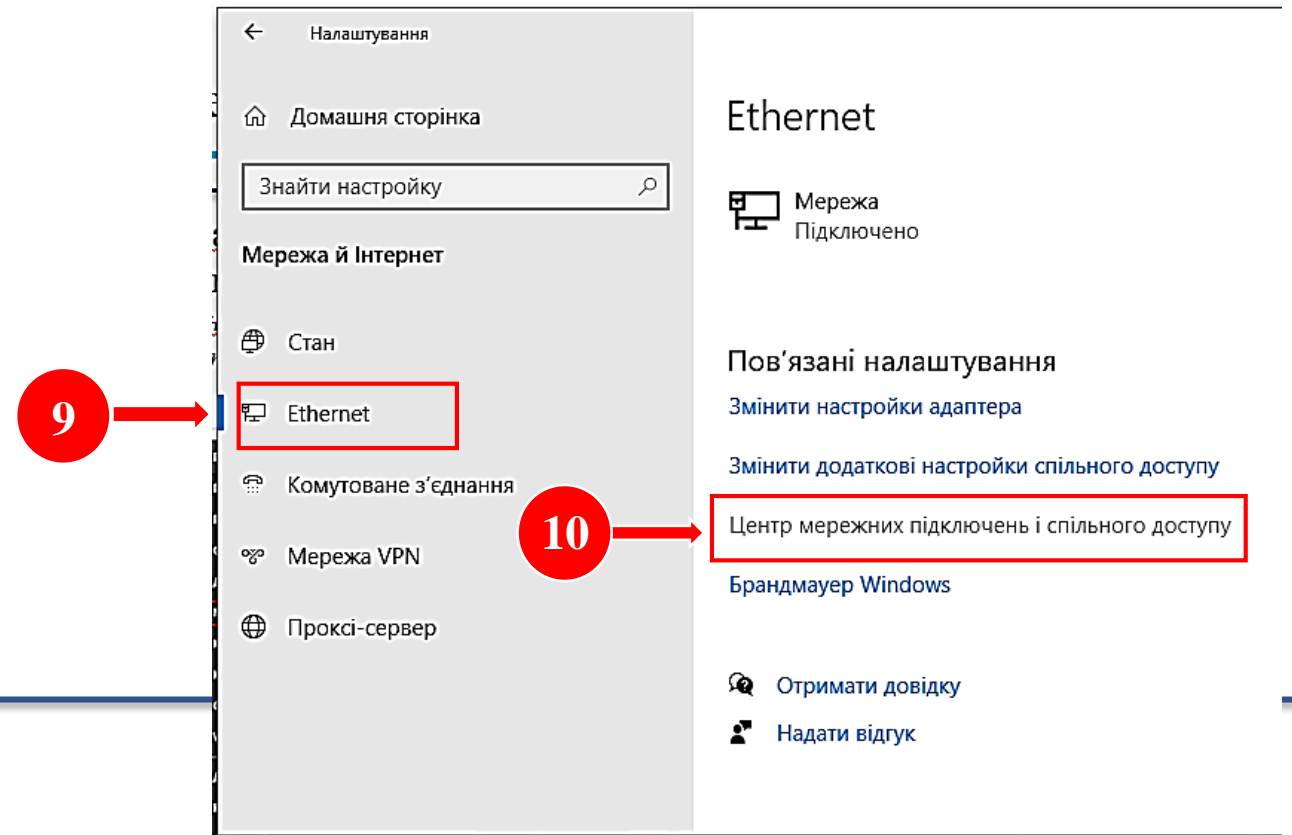 Налаштування
Домашня сторінка
Знайти настройку
Мережа й Інтернет
Стан
9
Ethernet
Комутоване з’єднання
Мережа VPN
Проксі-сервер
Ethernet
Мережа
Підключено
Пов’язані налаштування
Змінити настройки адаптера
Змінити додаткові настройки спільного доступу
10
Центр мережних підключень і спільного доступу
Брандмауер Windows
Отримати довідку
Надати відгук